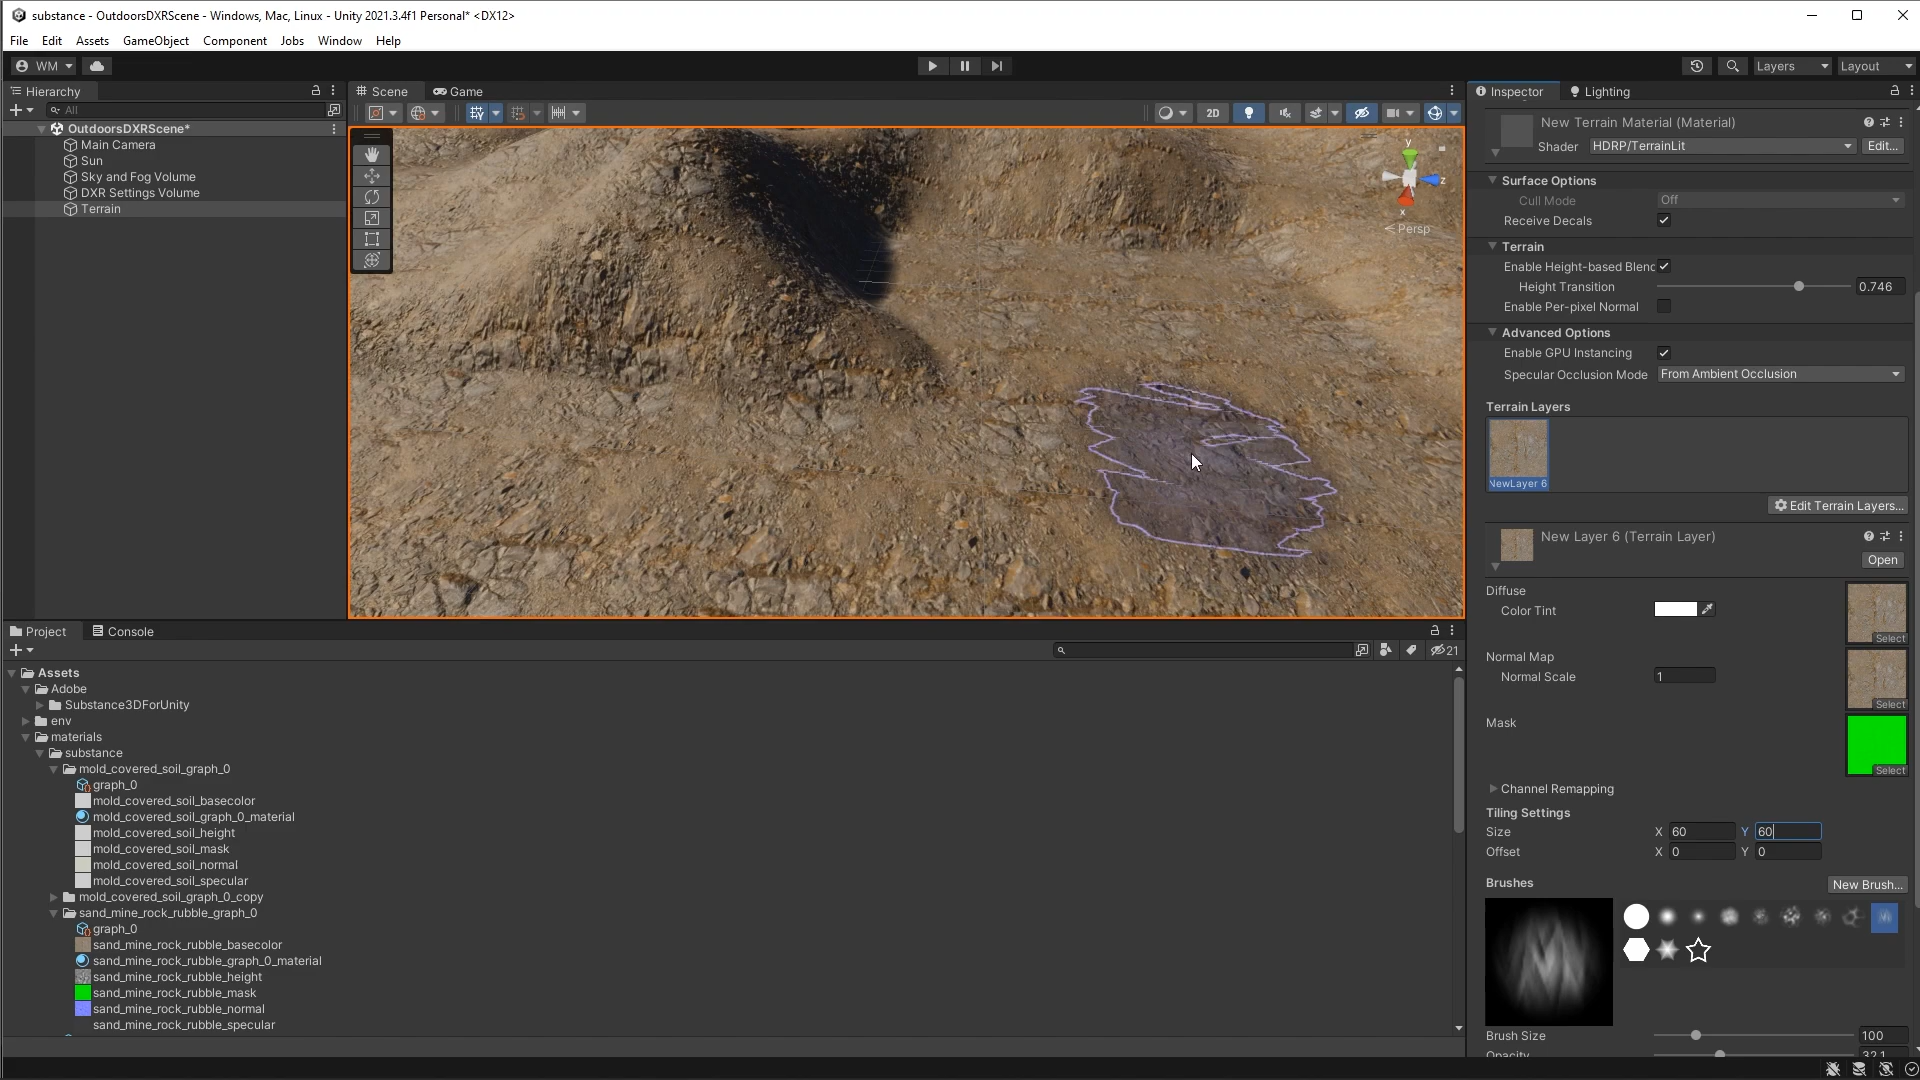 substance - OutdoorsDXRScene - Windows, Mac, Linux - Unity 2021.3.4f1 Personal* <DX12>
File Edit Assets GameObject Component Jobs Window Help
WM Layers Layout
Hierarchy
All
OutdoorsDXRScene*
Main Camera
Sun
Sky and Fog Volume
DXR Settings Volume
Terrain
Scene Game
2D
y
z
x
Persp
Inspector Lighting
New Terrain Material (Material)
Shader HDRP/TerrainLit Edit...
Surface Options
Cull Mode Off
Receive Decals
Terrain
Enable Height-based Blenc
Height Transition 0.746
Enable Per-pixel Normal
Advanced Options
Enable GPU Instancing
Specular Occlusion Mode From Ambient Occlusion
Terrain Layers
NewLayer 6
Edit Terrain Layers...
New Layer 6 (Terrain Layer)
Open
Diffuse
Color Tint
Select
Normal Map
Normal Scale 1
Select
Mask
Select
Channel Remapping
Tiling Settings
Size X 60 Y 60
Offset X 0 Y 0
Brushes New Brush...
Brush Size 100
Opacity 32.1
Project Console
21
Assets
Adobe
Substance3DForUnity
env
materials
substance
mold_covered_soil_graph_0
graph_0
mold_covered_soil_basecolor
mold_covered_soil_graph_0_material
mold_covered_soil_height
mold_covered_soil_mask
mold_covered_soil_normal
mold_covered_soil_specular
mold_covered_soil_graph_0_copy
sand_mine_rock_rubble_graph_0
graph_0
sand_mine_rock_rubble_basecolor
sand_mine_rock_rubble_graph_0_material
sand_mine_rock_rubble_height
sand_mine_rock_rubble_mask
sand_mine_rock_rubble_normal
sand_mine_rock_rubble_specular